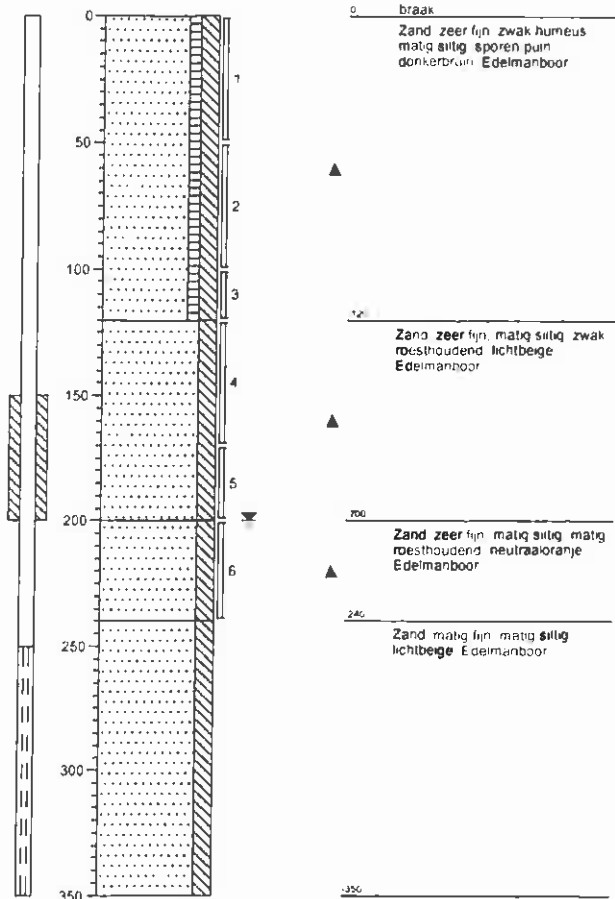 0
braak
Zand zeer fijn zwak humeus
matig siltig sporen puin
donkerbruin Edelmanboor
1
50
2
100
3
Zand zeer fijn, matig siltig zwak
roesthoudend lichtbeige
Edelmanboor
4
150
5
200
Zand zeer fijn matig siltig matig
roesthoudend neutraaloranje
Edelmanboor
6
240
Zand matig fijn matig siltig
lichtbeige Edelmanboor
250
300
350
-350